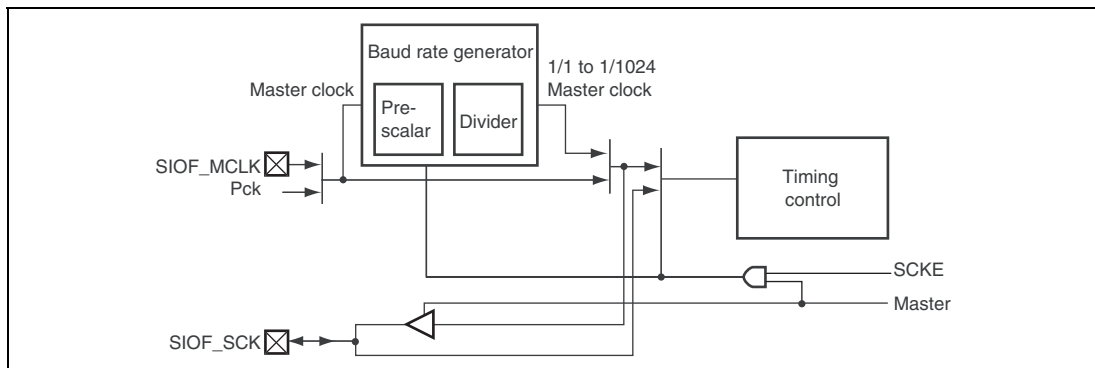 Baud rate generator
1/1 to 1/1024
Master clock
Master clock
Pre-
scalar
Divider
SIOF_MCLK
Pck
Timing
control
SCKE
Master
SIOF_SCK